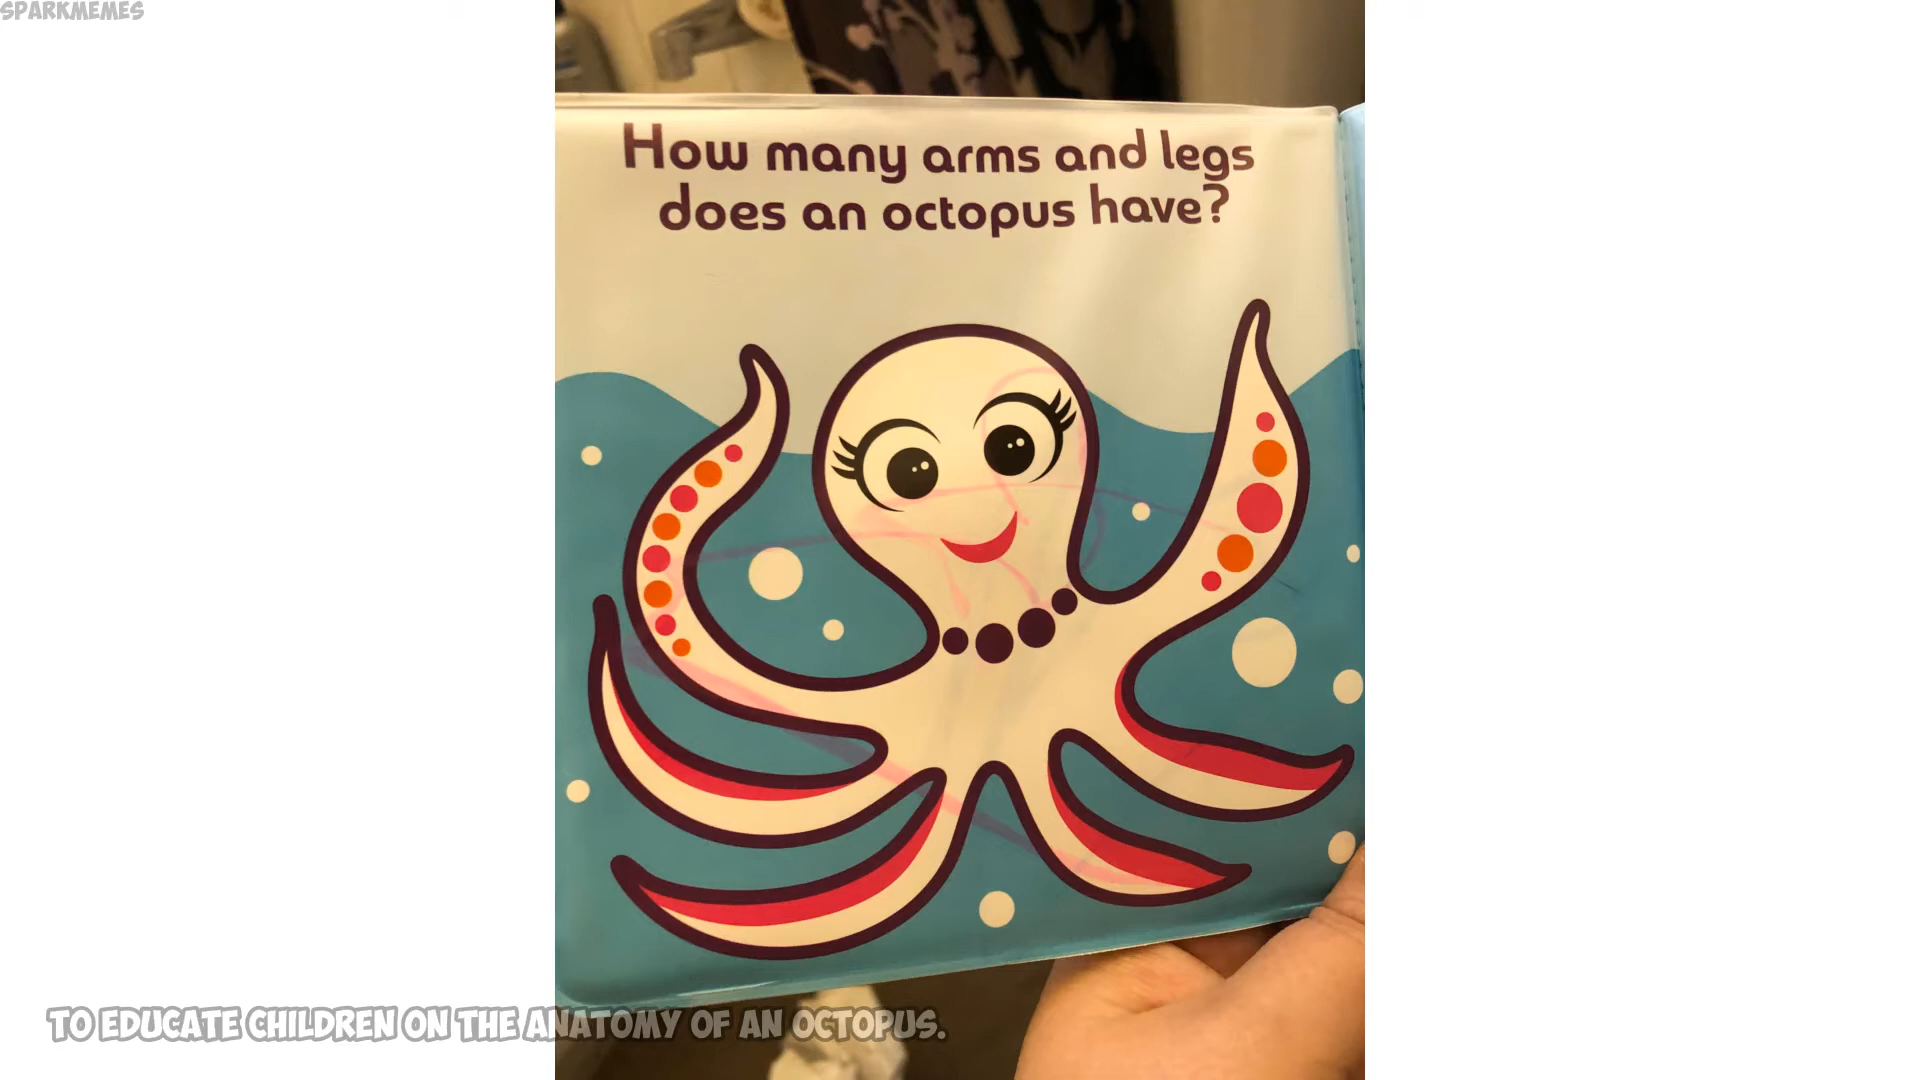 SPARKMEMES
How many arms and legs
does an octopus have?
TO EDUCATE CHILDREN ON THE ANATOMY OF AN OCTOPUS.